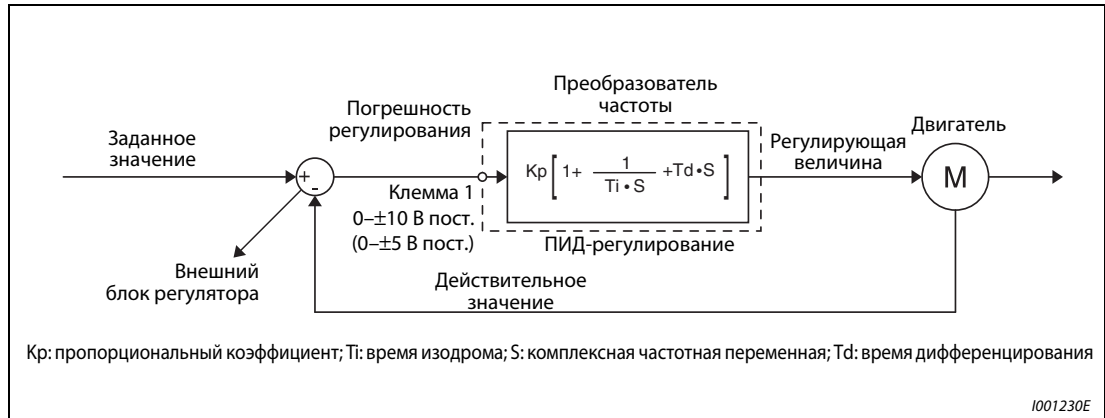 Преобразователь
частоты
Погрешность
регулирования
Заданное
значение
Регулирующая
величина
Двигатель
+
-
Kp [ 1+ 1 / Ti • S +Td•S ]
M
Клемма 1
0–±10 В пост.
(0–±5 В пост.)
ПИД-регулирование
Внешний
блок регулятора
Действительное
значение
Kp: пропорциональный коэффициент; Ti: время изодрома; S: комплексная частотная переменная; Td: время дифференцирования
I001230E